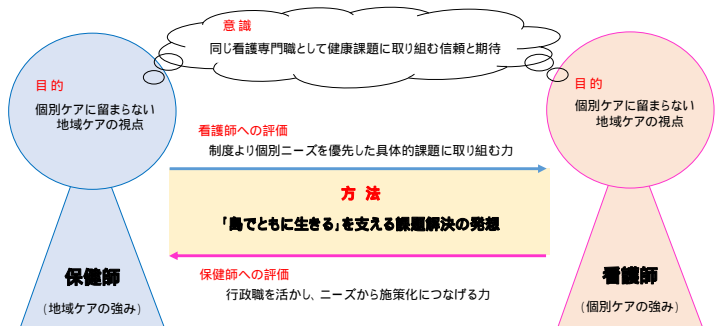 意識
同じ看護専門職として健康課題に取り組む信頼と期待
目的
個別ケアに留まらない
地域ケアの視点
目的
個別ケアに留まらない
地域ケアの視点
看護師への評価
制度より個別ニーズを優先した具体的課題に取り組む力
方 法
「島でともに生きる」を支える課題解決の発想
保健師への評価
行政職を活かし、ニーズから施策化につなげる力
保健師
(地域ケアの強み)
看護師
(個別ケアの強み)